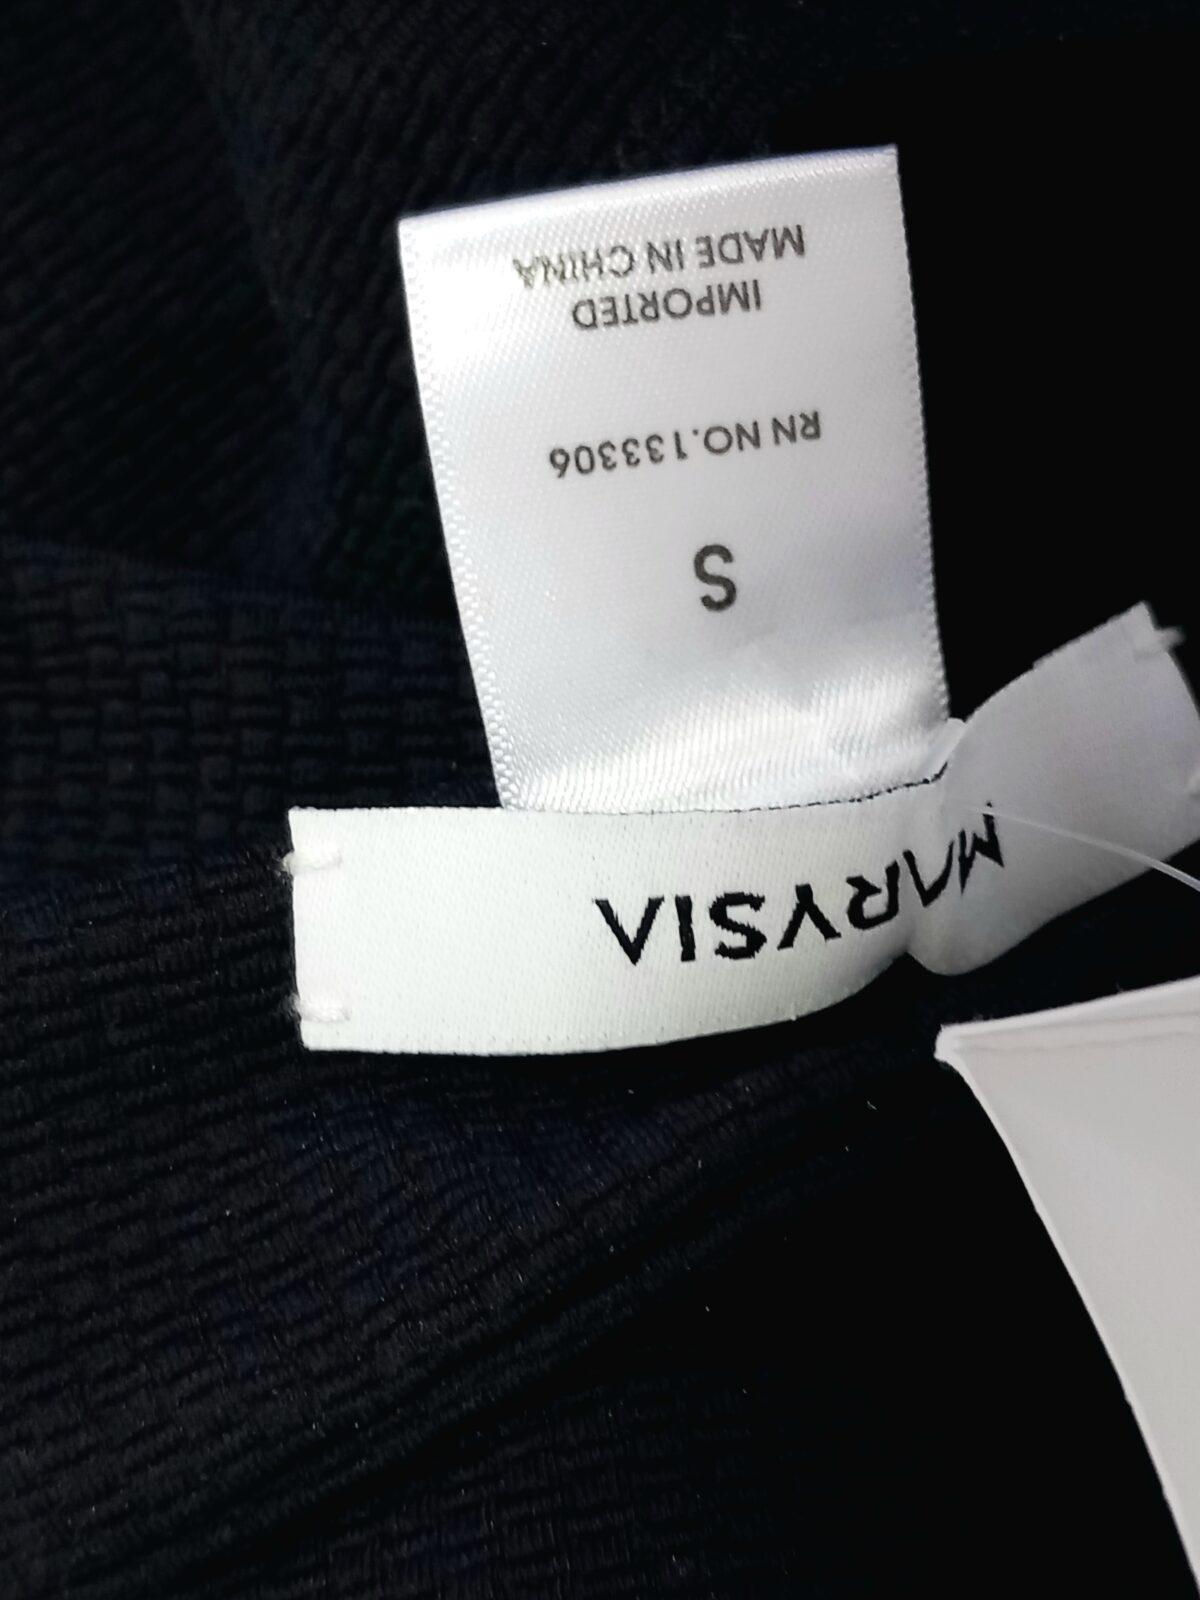 MARYSIA
S
RN NO.133306
IMPORTED
MADE IN CHINA